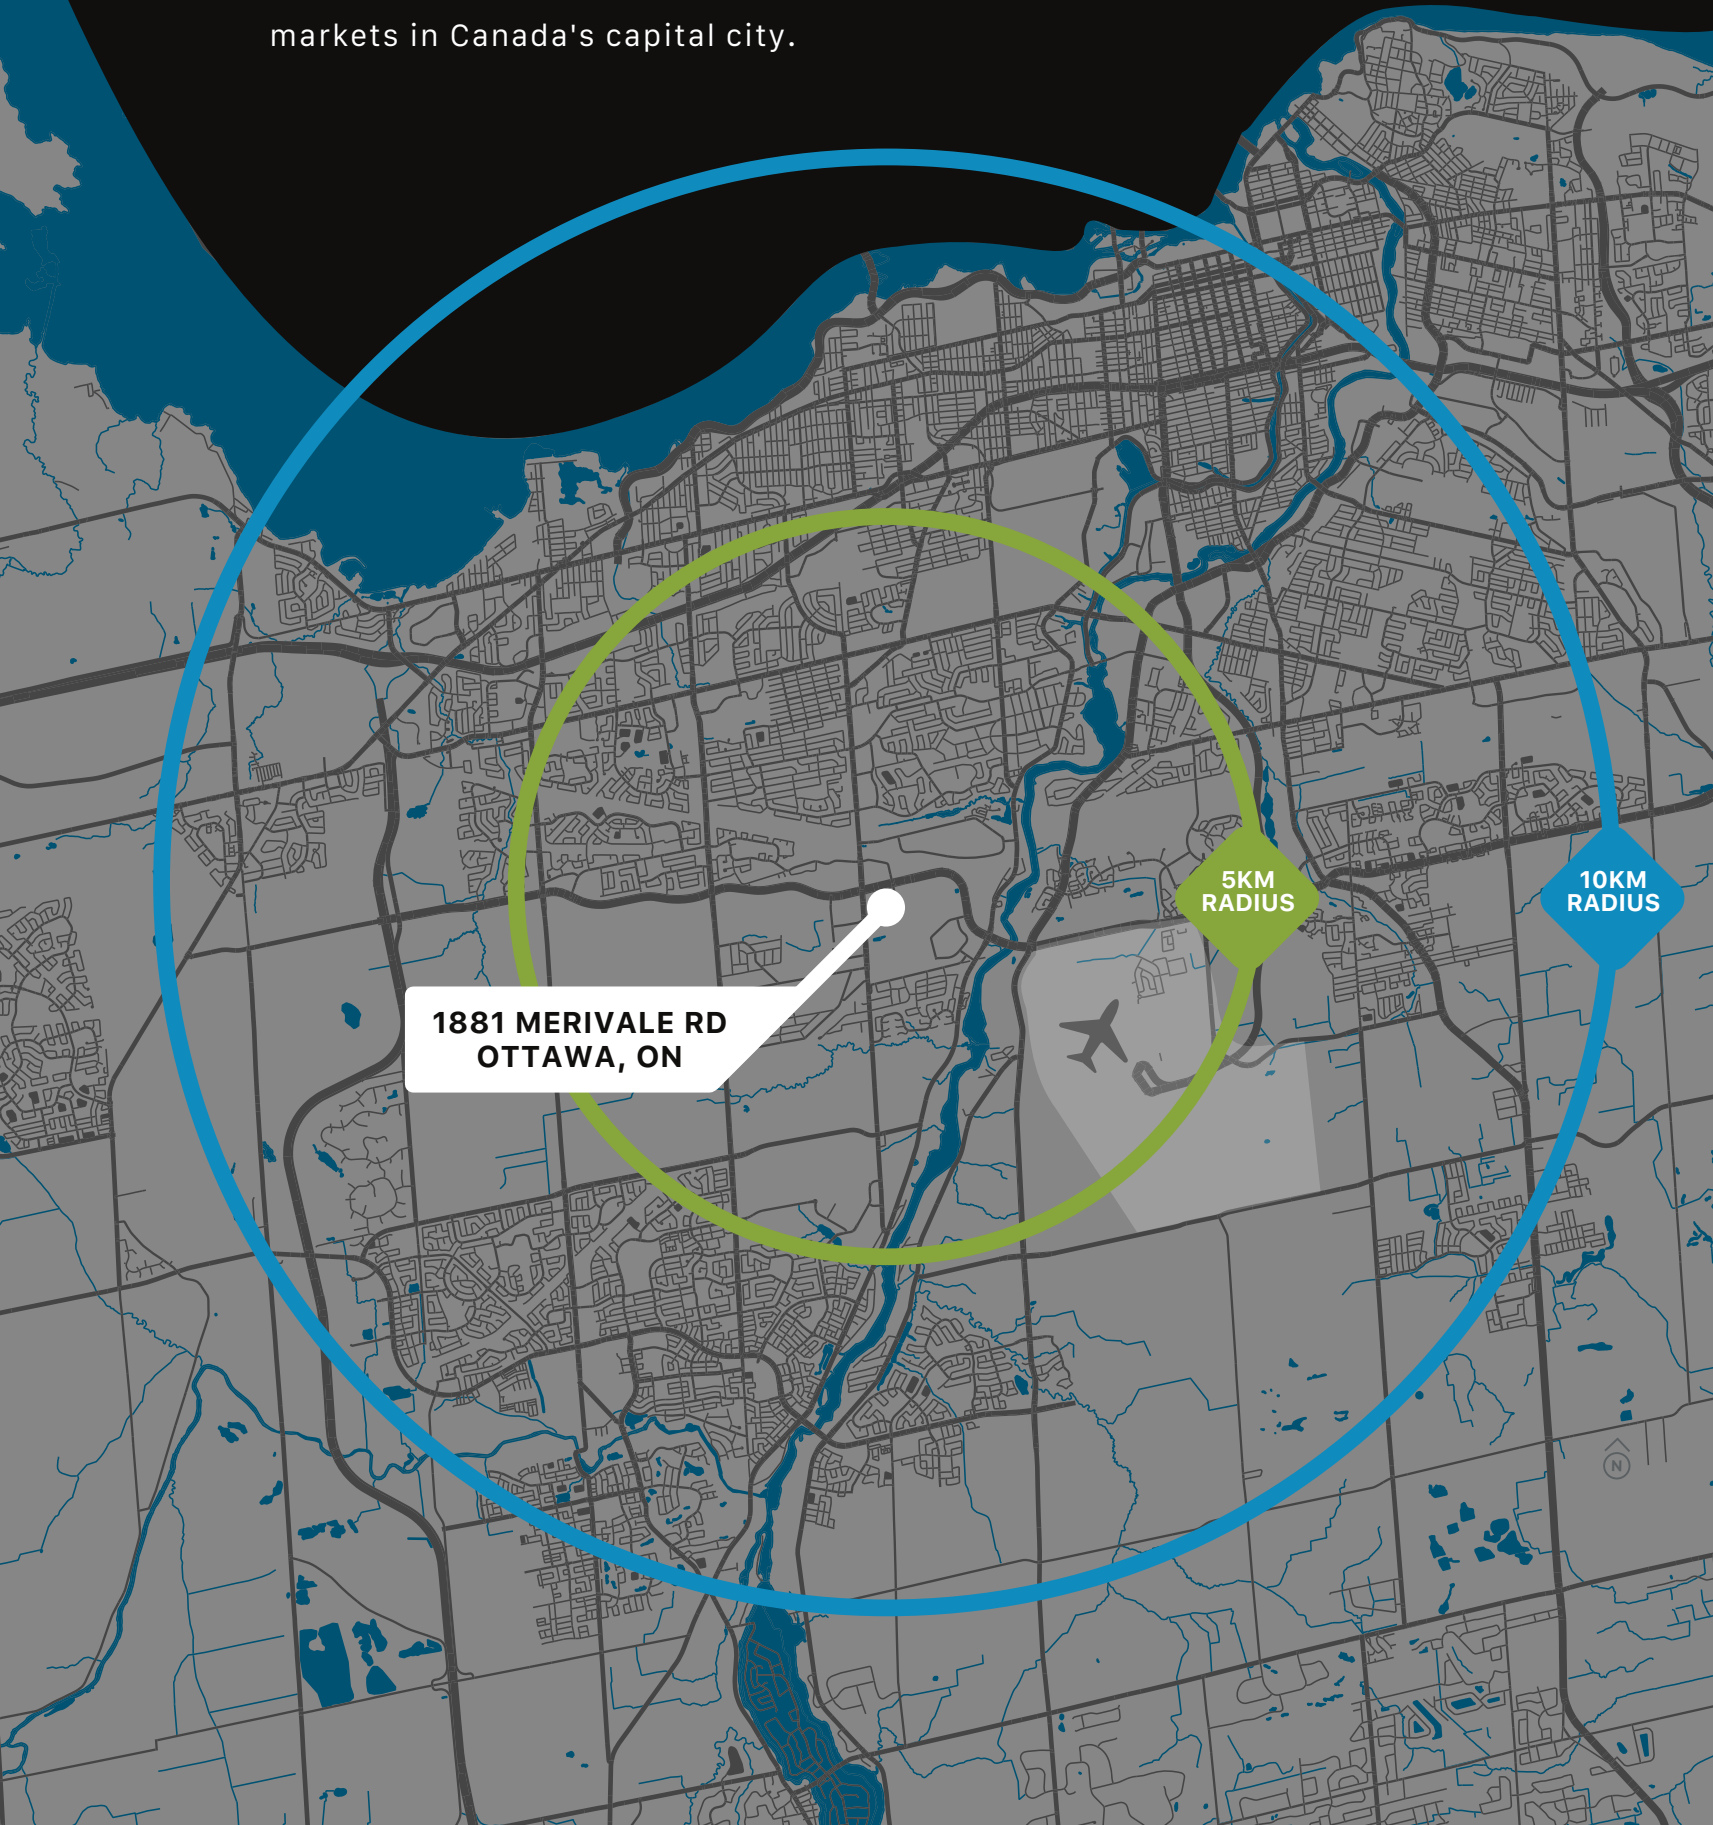 markets in Canada's capital city.
5KM
RADIUS
10KM
RADIUS
1881 MERIVALE RD
OTTAWA, ON
N